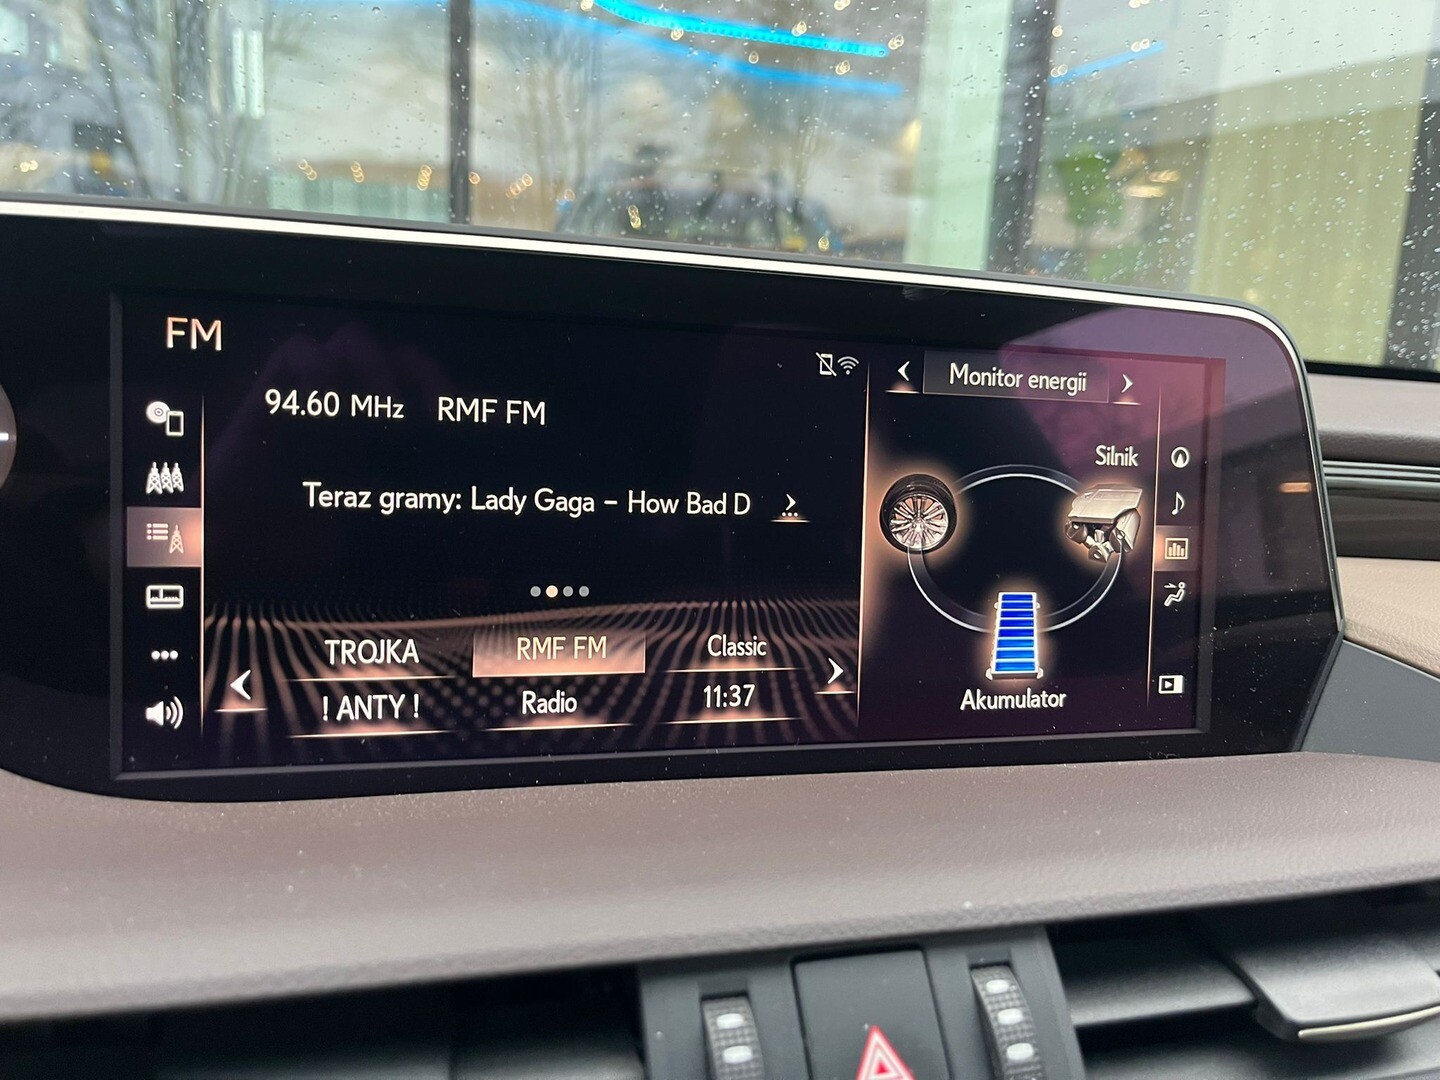 FM
94.60 MHz RMF FM
Teraz gramy: Lady Gaga – How Bad D
TROJKA RMF FM Classic
! ANTY ! Radio 11:37
Monitor energii
Silnik
Akumulator